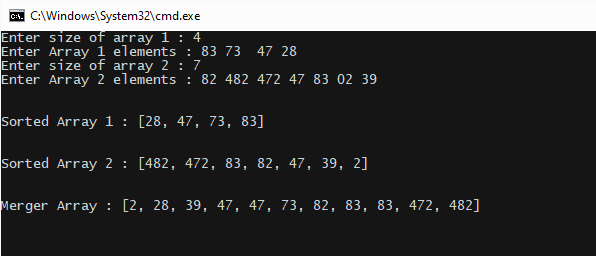 C:\Windows\System32\cmd.exe
Enter size of array 1 : 4
Enter Array 1 elements : 83 73  47 28
Enter size of array 2 : 7
Enter Array 2 elements : 82 482 472 47 83 02 39
Sorted Array 1 : [28, 47, 73, 83]
Sorted Array 2 : [482, 472, 83, 82, 47, 39, 2]
Merger Array : [2, 28, 39, 47, 47, 73, 82, 83, 83, 472, 482]